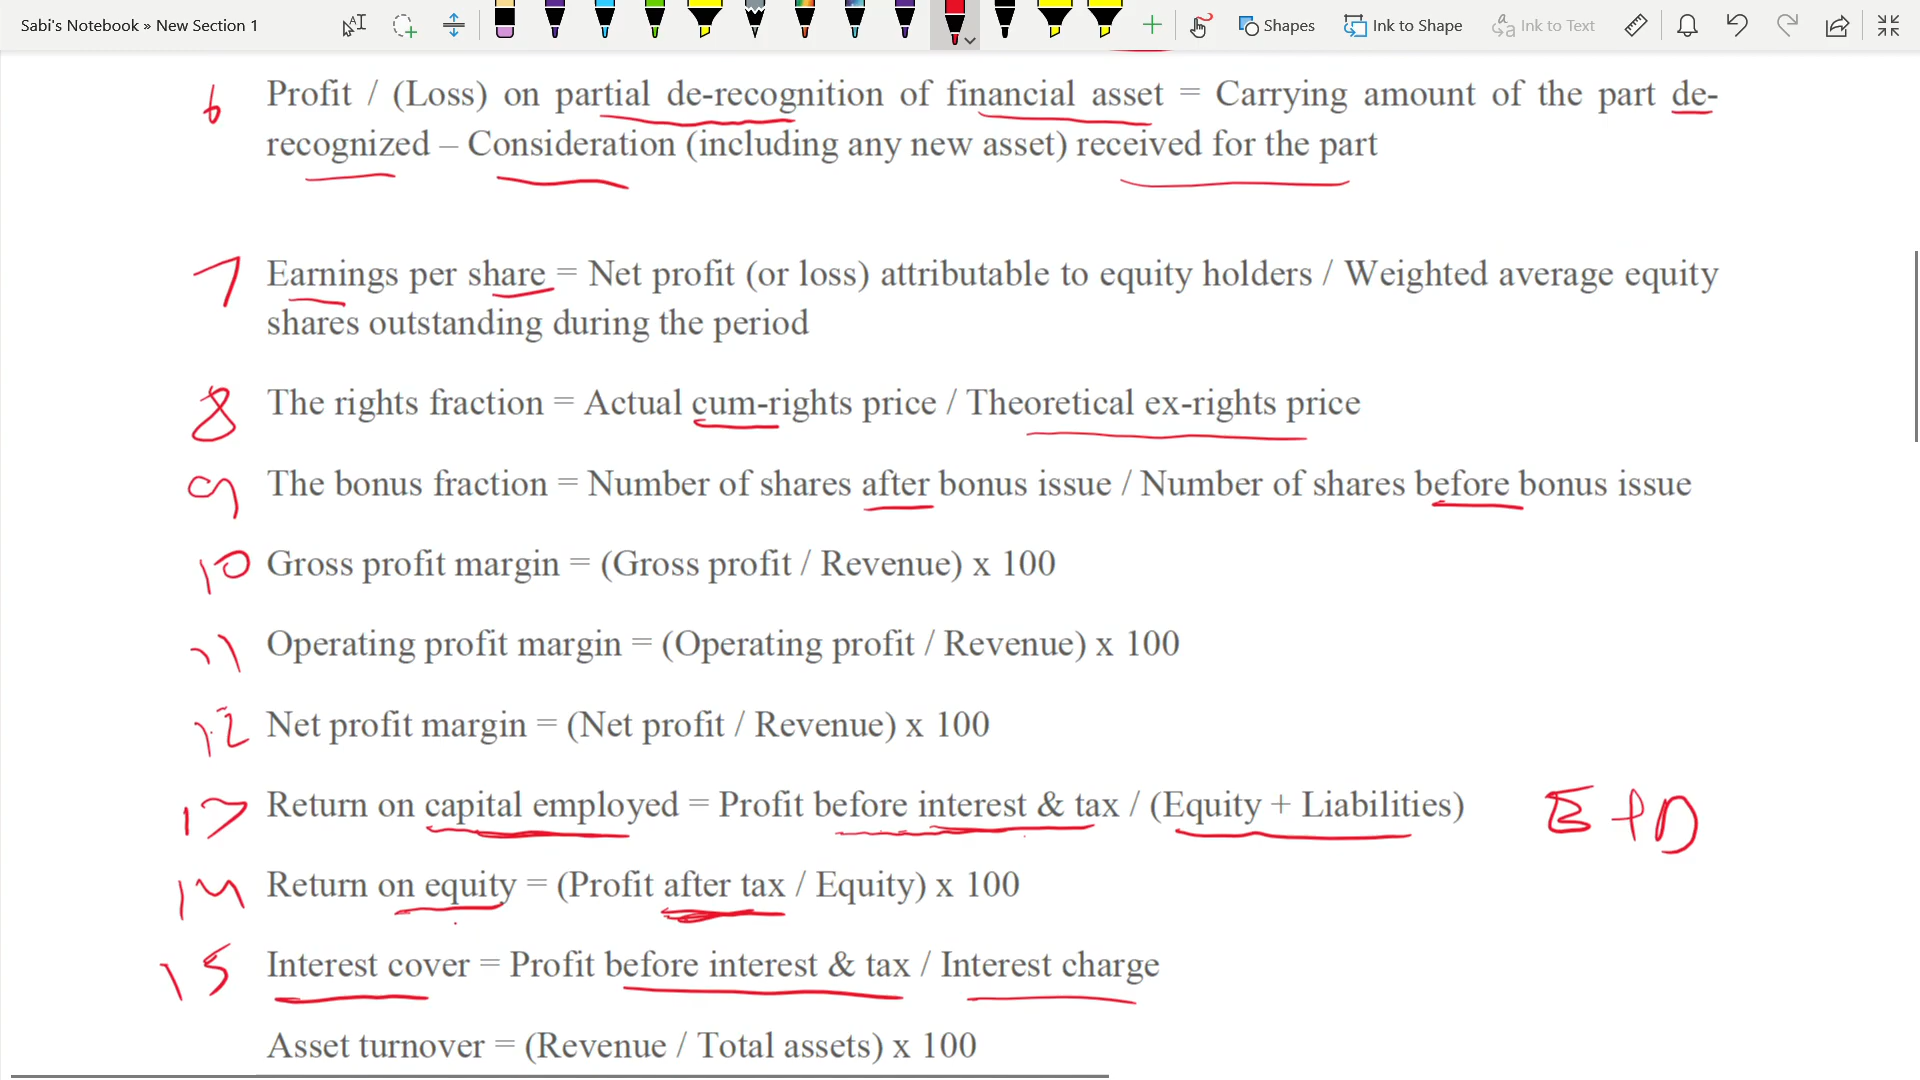 Sabi's Notebook » New Section 1
Shapes
Ink to Shape
Ink to Text
6 Profit / (Loss) on partial de-recognition of financial asset = Carrying amount of the part de-
recognized – Consideration (including any new asset) received for the part
7 Earnings per share = Net profit (or loss) attributable to equity holders / Weighted average equity
shares outstanding during the period
8 The rights fraction = Actual cum-rights price / Theoretical ex-rights price
9 The bonus fraction = Number of shares after bonus issue / Number of shares before bonus issue
10 Gross profit margin = (Gross profit / Revenue) x 100
11 Operating profit margin = (Operating profit / Revenue) x 100
12 Net profit margin = (Net profit / Revenue) x 100
13 Return on capital employed = Profit before interest & tax / (Equity + Liabilities) E+D
14 Return on equity = (Profit after tax / Equity) x 100
15 Interest cover = Profit before interest & tax / Interest charge
Asset turnover = (Revenue / Total assets) x 100